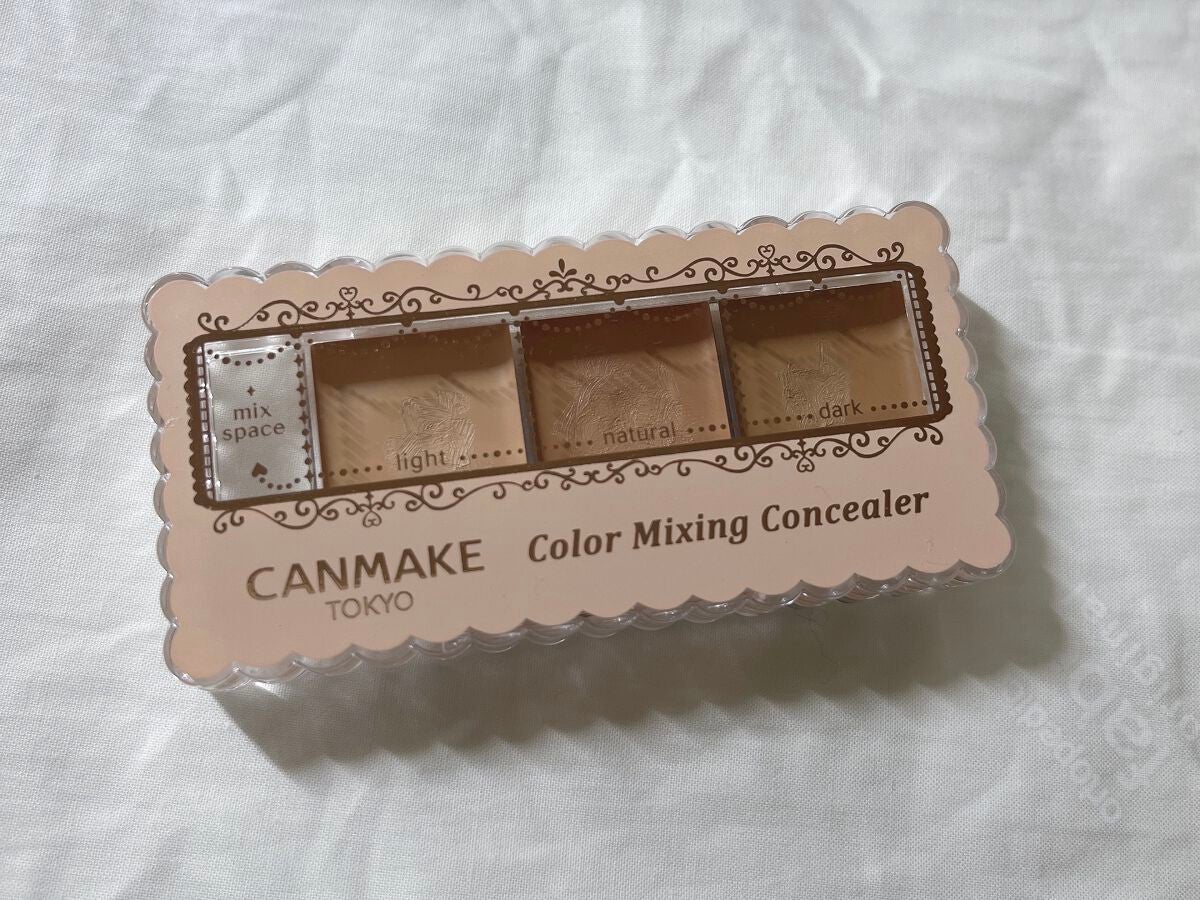 mix
space
light
natural
dark
CANMAKE
TOKYO
Color Mixing Concealer